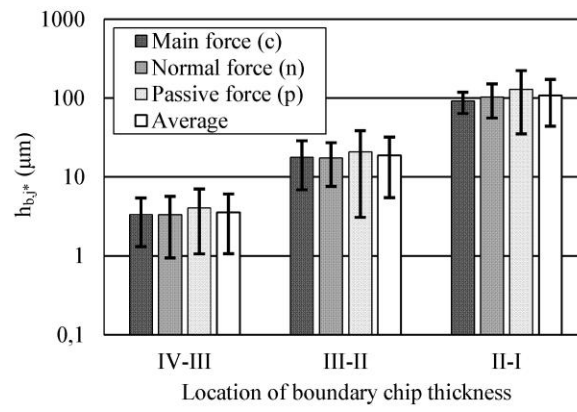 1000
100
10
1
0,1
h_b,j* (μm)
Main force (c)
Normal force (n)
Passive force (p)
Average
IV-III
III-II
II-I
Location of boundary chip thickness